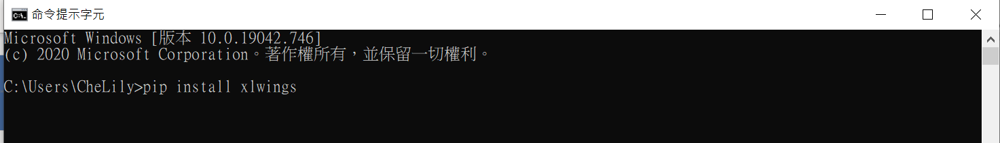 命令提示字元
Microsoft Windows [版本 10.0.19042.746]
(c) 2020 Microsoft Corporation。著作權所有，並保留一切權利。
C:\Users\CheLily>pip install xlwings